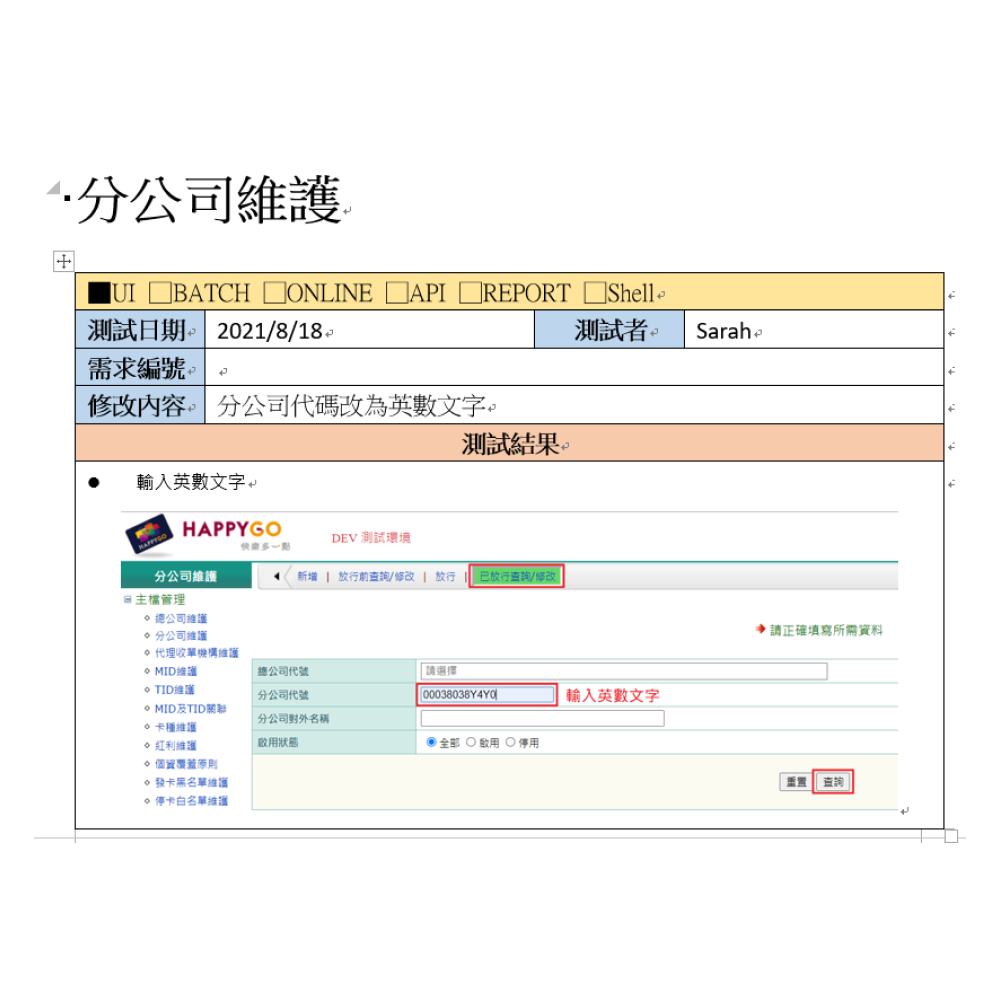 分公司維護
■UI □BATCH □ONLINE □API □REPORT □Shell
測試日期 2021/8/18 測試者 Sarah
需求編號
修改內容 分公司代碼改為英數文字
測試結果
● 輸入英數文字
HAPPYGO
HAPPYGO
快樂多一點
DEV 測試環境
分公司維護 新增 | 放行前查詢/修改 | 放行 | 已放行查詢/修改
主檔管理
總公司維護
分公司維護
代理收單機構維護
MID維護
TID維護
MID及TID關聯
卡種維護
紅利維護
個資覆蓋原則
發卡黑名單維護
停卡白名單維護
請正確填寫所需資料
總公司代號 請選擇
分公司代號 00038038Y4Y0 輸入英數文字
分公司對外名稱
啟用狀態 全部 啟用 停用
重置 查詢